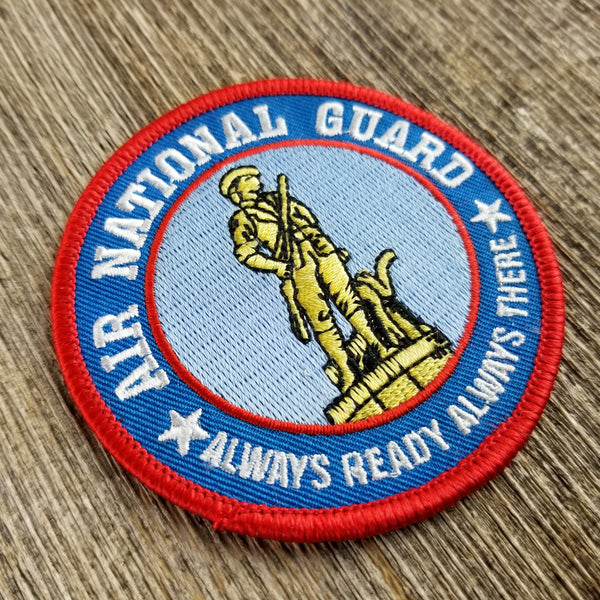 AIR NATIONAL GUARD
ALWAYS READY ALWAYS THERE